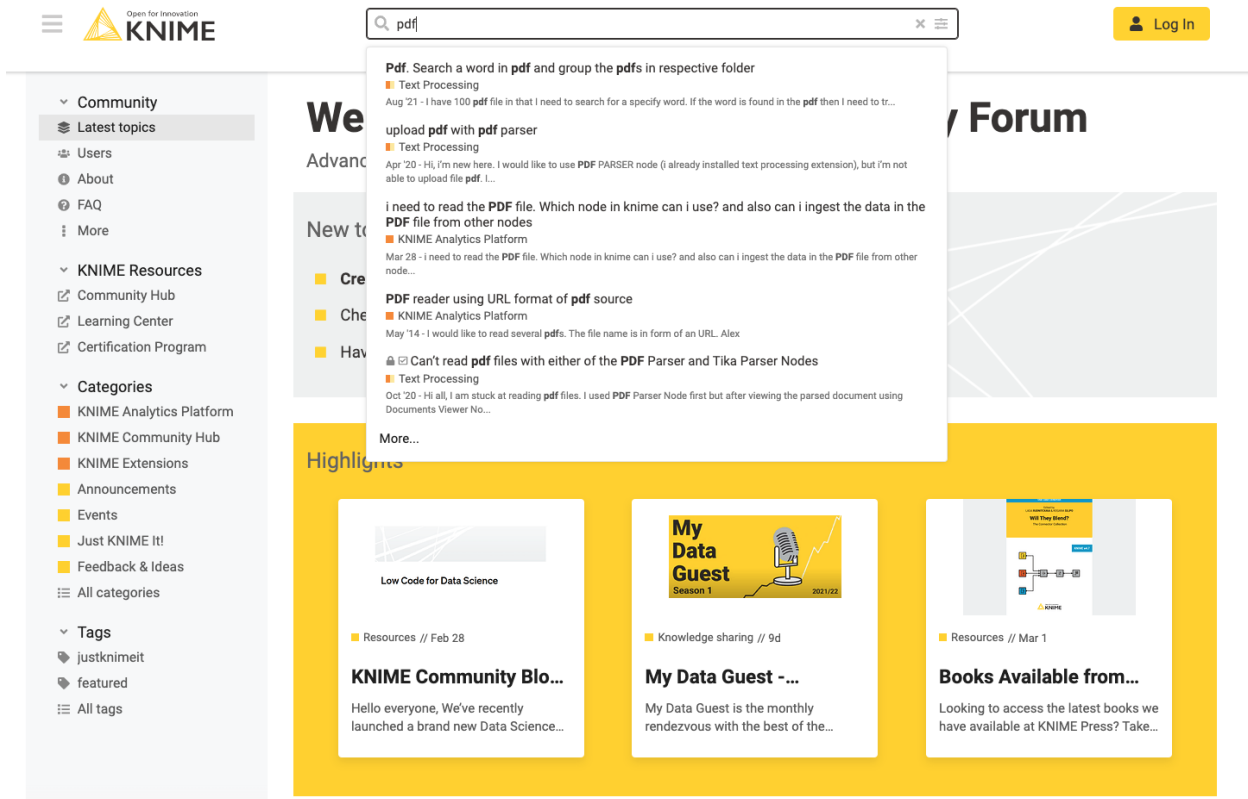 Open for Innovation
KNIME
pdf
Log In
Pdf. Search a word in pdf and group the pdfs in respective folder
Text Processing
Aug '21 - I have 100 pdf file in that I need to search for a specify word. If the word is found in the pdf then I need to tr...
upload pdf with pdf parser
Text Processing
Apr '20 - Hi, i'm new here. I would like to use PDF PARSER node (i already installed text processing extension), but i'm not
able to upload file pdf. I...
i need to read the PDF file. Which node in knime can i use? and also can i ingest the data in the
PDF file from other nodes
KNIME Analytics Platform
Mar 28 - i need to read the PDF file. Which node in knime can i use? and also can i ingest the data in the PDF file from other
node...
PDF reader using URL format of pdf source
KNIME Analytics Platform
May '14 - I would like to read several pdfs. The file name is in form of an URL. Alex
Can't read pdf files with either of the PDF Parser and Tika Parser Nodes
Text Processing
Oct '20 - Hi all, I am stuck at reading pdf files. I used PDF Parser Node first but after viewing the parsed document using
Documents Viewer No...
More...
Community
Latest topics
Users
About
FAQ
More
KNIME Resources
Community Hub
Learning Center
Certification Program
Categories
KNIME Analytics Platform
KNIME Community Hub
KNIME Extensions
Announcements
Events
Just KNIME It!
Feedback & Ideas
All categories
Tags
justknimeit
featured
All tags
We
y Forum
Advanc
New to
Cre
Che
Hav
Highlights
Low Code for Data Science
Resources // Feb 28
KNIME Community Blo...
Hello everyone, We've recently
launched a brand new Data Science...
My
Data
Guest
Season 1
2021/22
Knowledge sharing // 9d
My Data Guest -...
My Data Guest is the monthly
rendezvous with the best of the...
Will They Blend?
KNIME
Resources // Mar 1
Books Available from...
Looking to access the latest books we
have available at KNIME Press? Take...